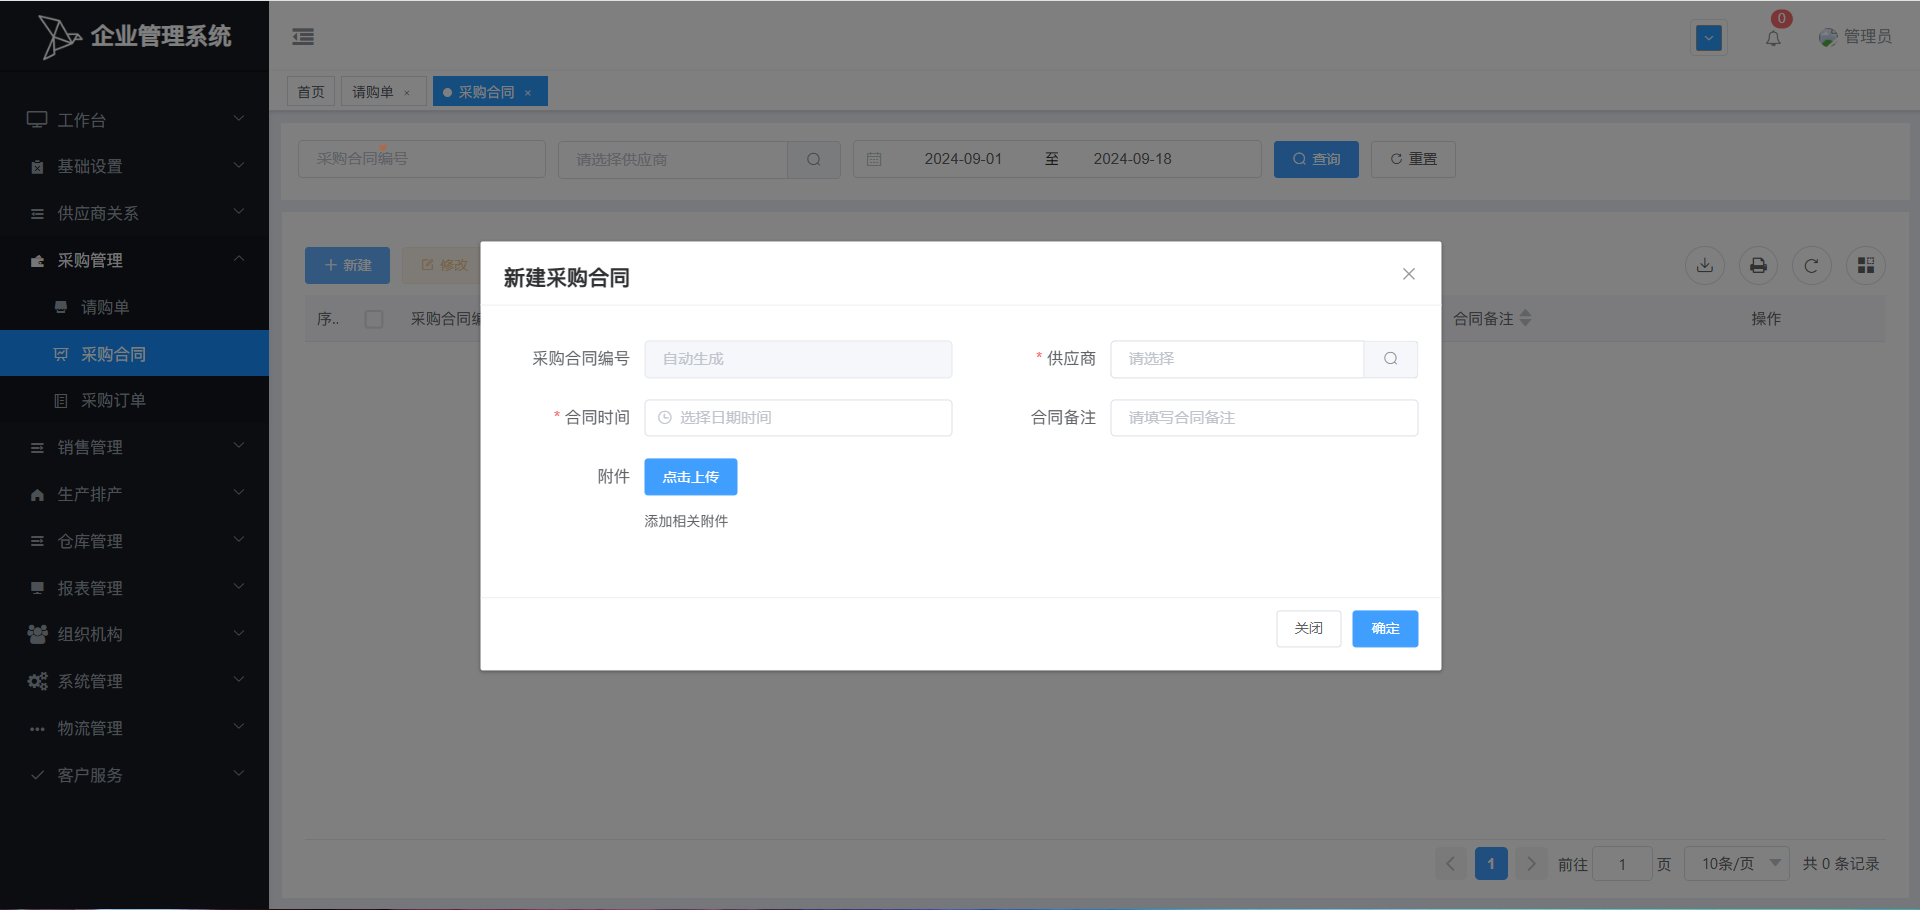 企业管理系统
0
管理员
首页
请购单 ×
采购合同 ×
工作台
基础设置
供应商关系
采购管理
请购单
采购合同
采购订单
销售管理
生产排产
仓库管理
报表管理
组织机构
系统管理
物流管理
客户服务
采购合同编号
请选择供应商
2024-09-01 至 2024-09-18
查询
重置
新建
修改
序..
采购合同编
合同备注
操作
新建采购合同
采购合同编号 自动生成
* 供应商 请选择
* 合同时间 选择日期时间
合同备注 请填写合同备注
附件 点击上传
添加相关附件
关闭
确定
1
前往 1 页
10条/页
共 0 条记录